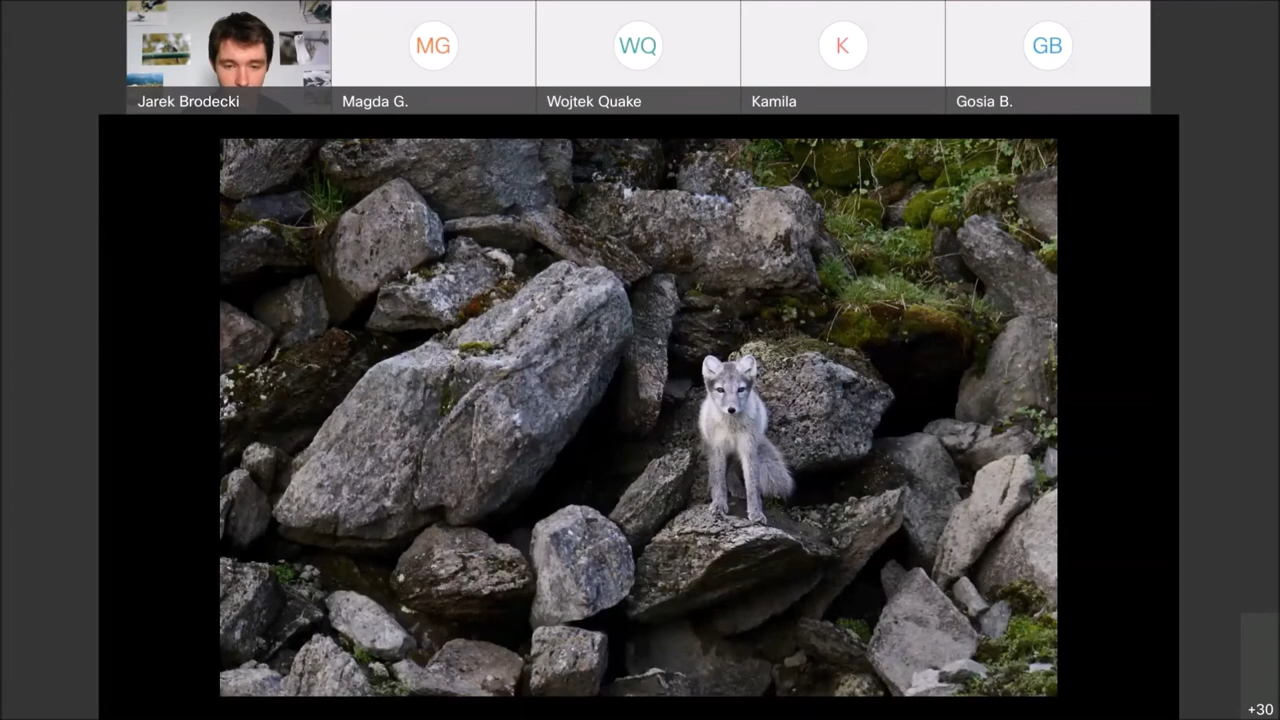 MG
WQ
K
GB
Jarek Brodecki
Magda G.
Wojtek Quake
Kamila
Gosia B.
+30